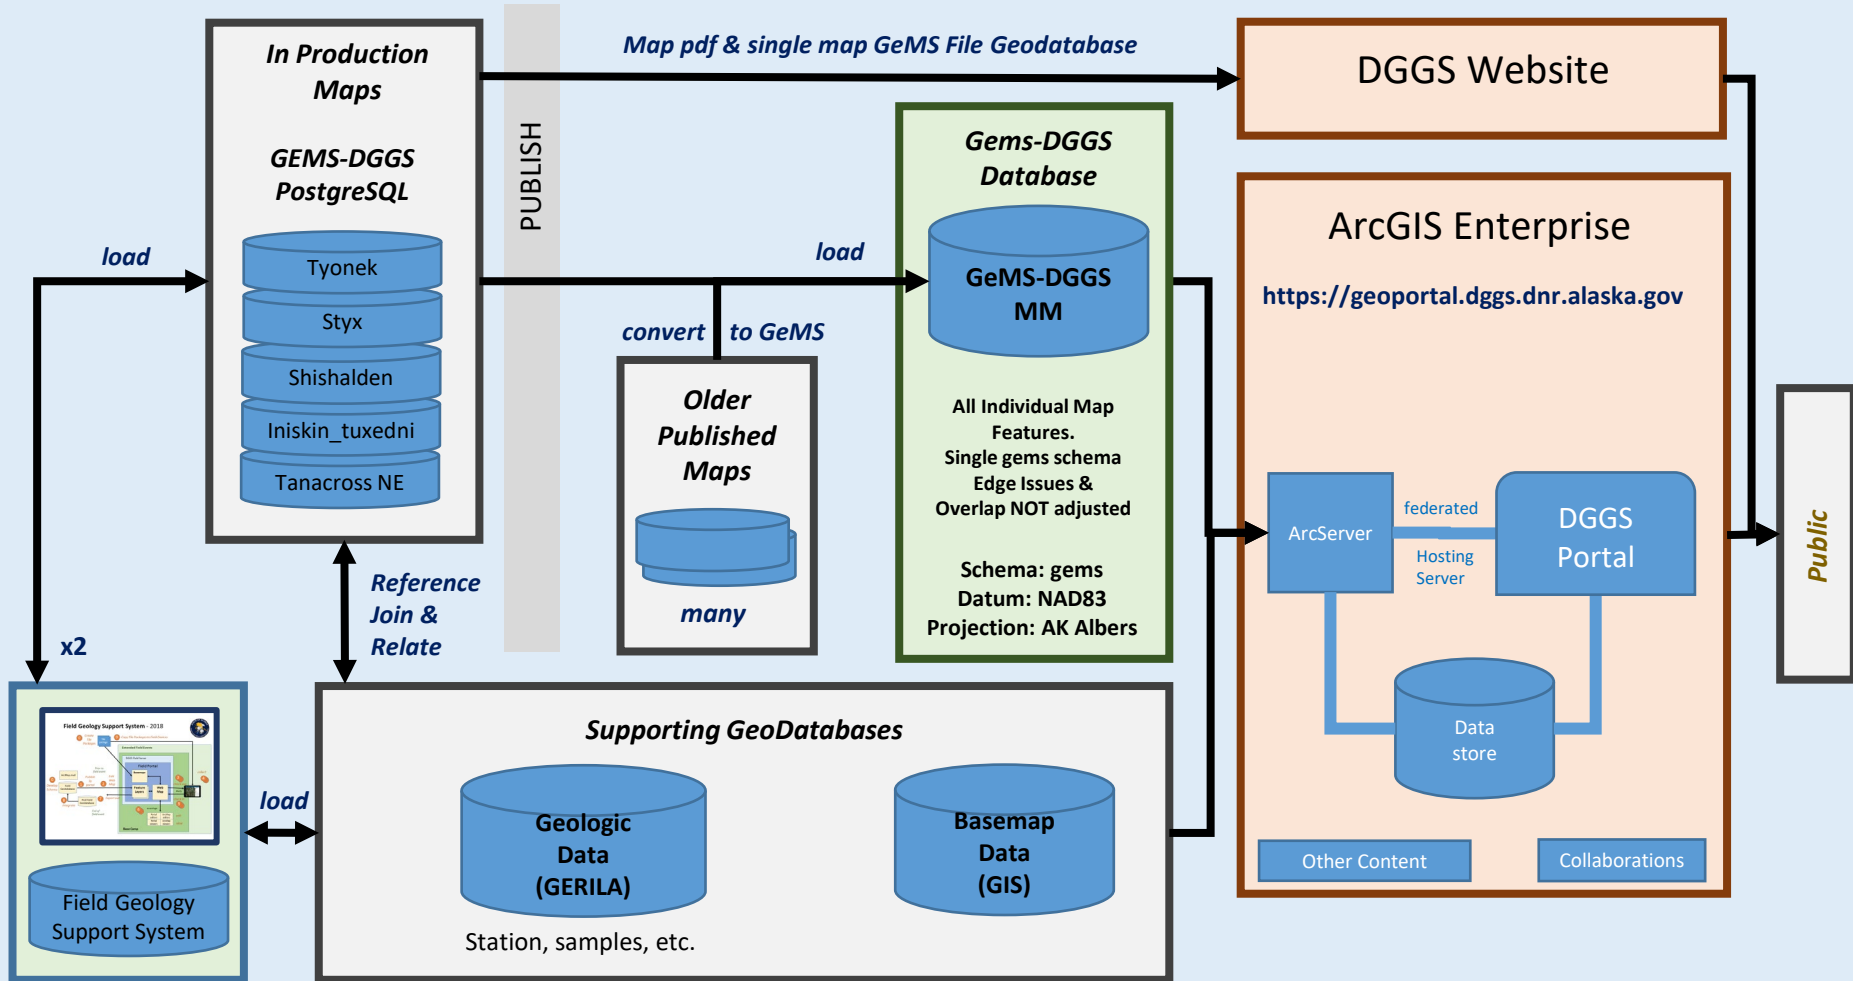 In Production
Maps
GEMS-DGGS
PostgreSQL
Tyonek
Styx
Shishalden
Iniskin_tuxedni
Tanacross NE
PUBLISH
Map pdf & single map GeMS File Geodatabase
DGGS Website
load
load
convert to GeMS
Older
Published
Maps
many
Gems-DGGS
Database
GeMS-DGGS
MM
All Individual Map
Features.
Single gems schema
Edge Issues &
Overlap NOT adjusted
Schema: gems
Datum: NAD83
Projection: AK Albers
ArcGIS Enterprise
https://geoportal.dggs.dnr.alaska.gov
ArcServer
federated
Hosting
Server
DGGS
Portal
Data
store
Other Content
Collaborations
Public
x2
Reference
Join &
Relate
Field Geology Support System - 2018
Field Geology
Support System
load
Supporting GeoDatabases
Geologic
Data
(GERILA)
Basemap
Data
(GIS)
Station, samples, etc.